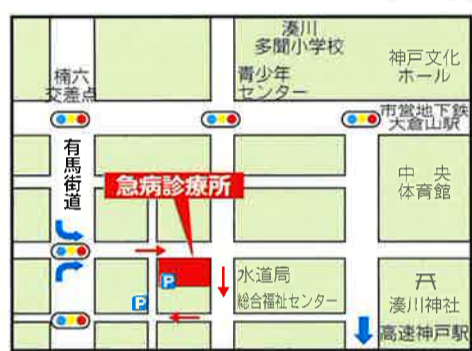 湊川
多聞小学校
神戸文化
ホール
楠六
交差点
青少年
センター
市営地下鉄
大倉山駅
有馬街道
中央
体育館
急病診療所
P
水道局
総合福祉センター
湊川神社
P
高速神戸駅